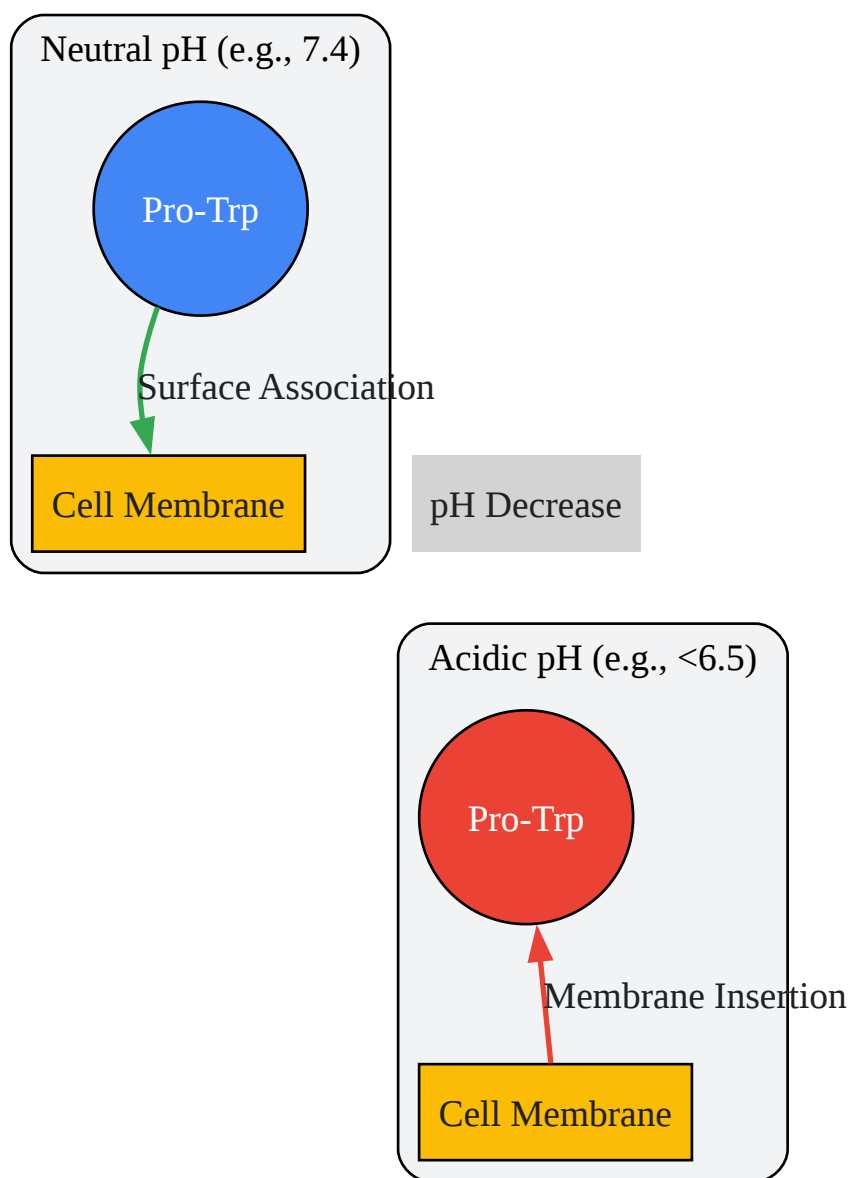 Neutral pH (e.g., 7.4)
Pro-Trp
Surface Association
Cell Membrane
pH Decrease
Acidic pH (e.g., <6.5)
Pro-Trp
Membrane Insertion
Cell Membrane